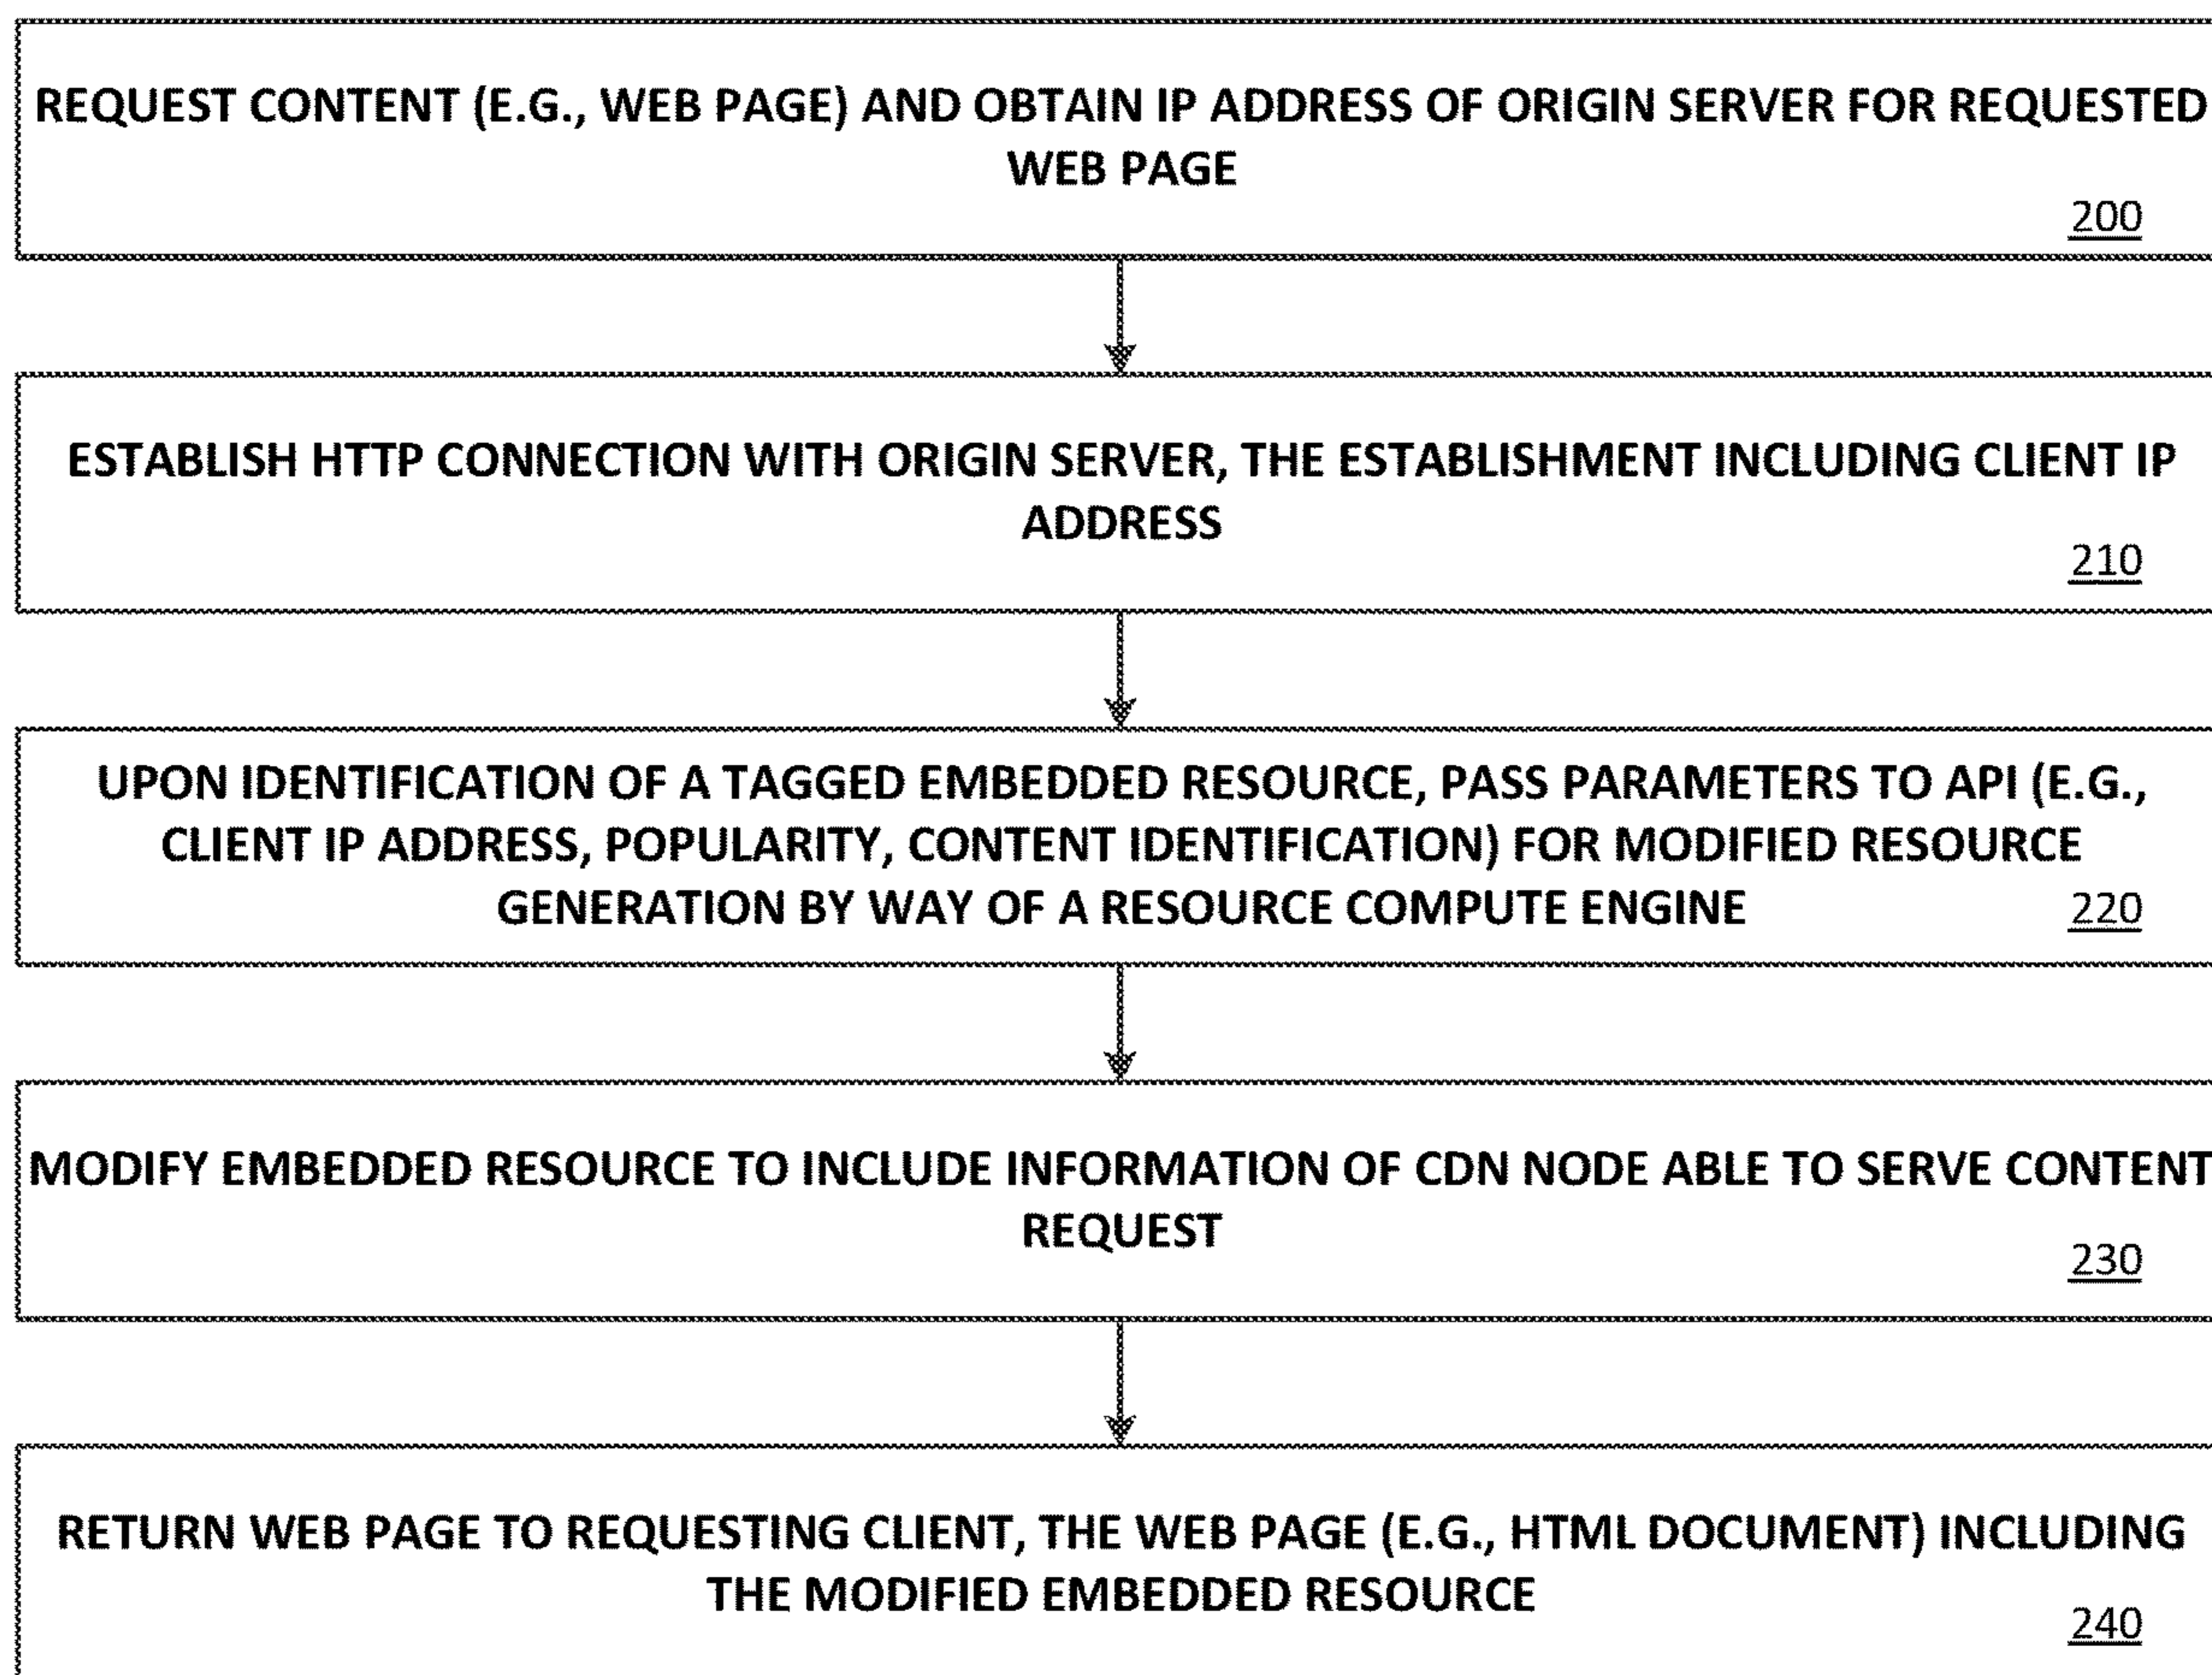 REQUEST CONTENT (E.G., WEB PAGE) AND OBTAIN IP ADDRESS OF ORIGIN SERVER FOR REQUESTED
WEB PAGE
200
ESTABLISH HTTP CONNECTION WITH ORIGIN SERVER, THE ESTABLISHMENT INCLUDING CLIENT IP
ADDRESS
210
UPON IDENTIFICATION OF A TAGGED EMBEDDED RESOURCE, PASS PARAMETERS TO API (E.G.,
CLIENT IP ADDRESS, POPULARITY, CONTENT IDENTIFICATION) FOR MODIFIED RESOURCE
GENERATION BY WAY OF A RESOURCE COMPUTE ENGINE 220
MODIFY EMBEDDED RESOURCE TO INCLUDE INFORMATION OF CDN NODE ABLE TO SERVE CONTENT
REQUEST
230
RETURN WEB PAGE TO REQUESTING CLIENT, THE WEB PAGE (E.G., HTML DOCUMENT) INCLUDING
THE MODIFIED EMBEDDED RESOURCE
240